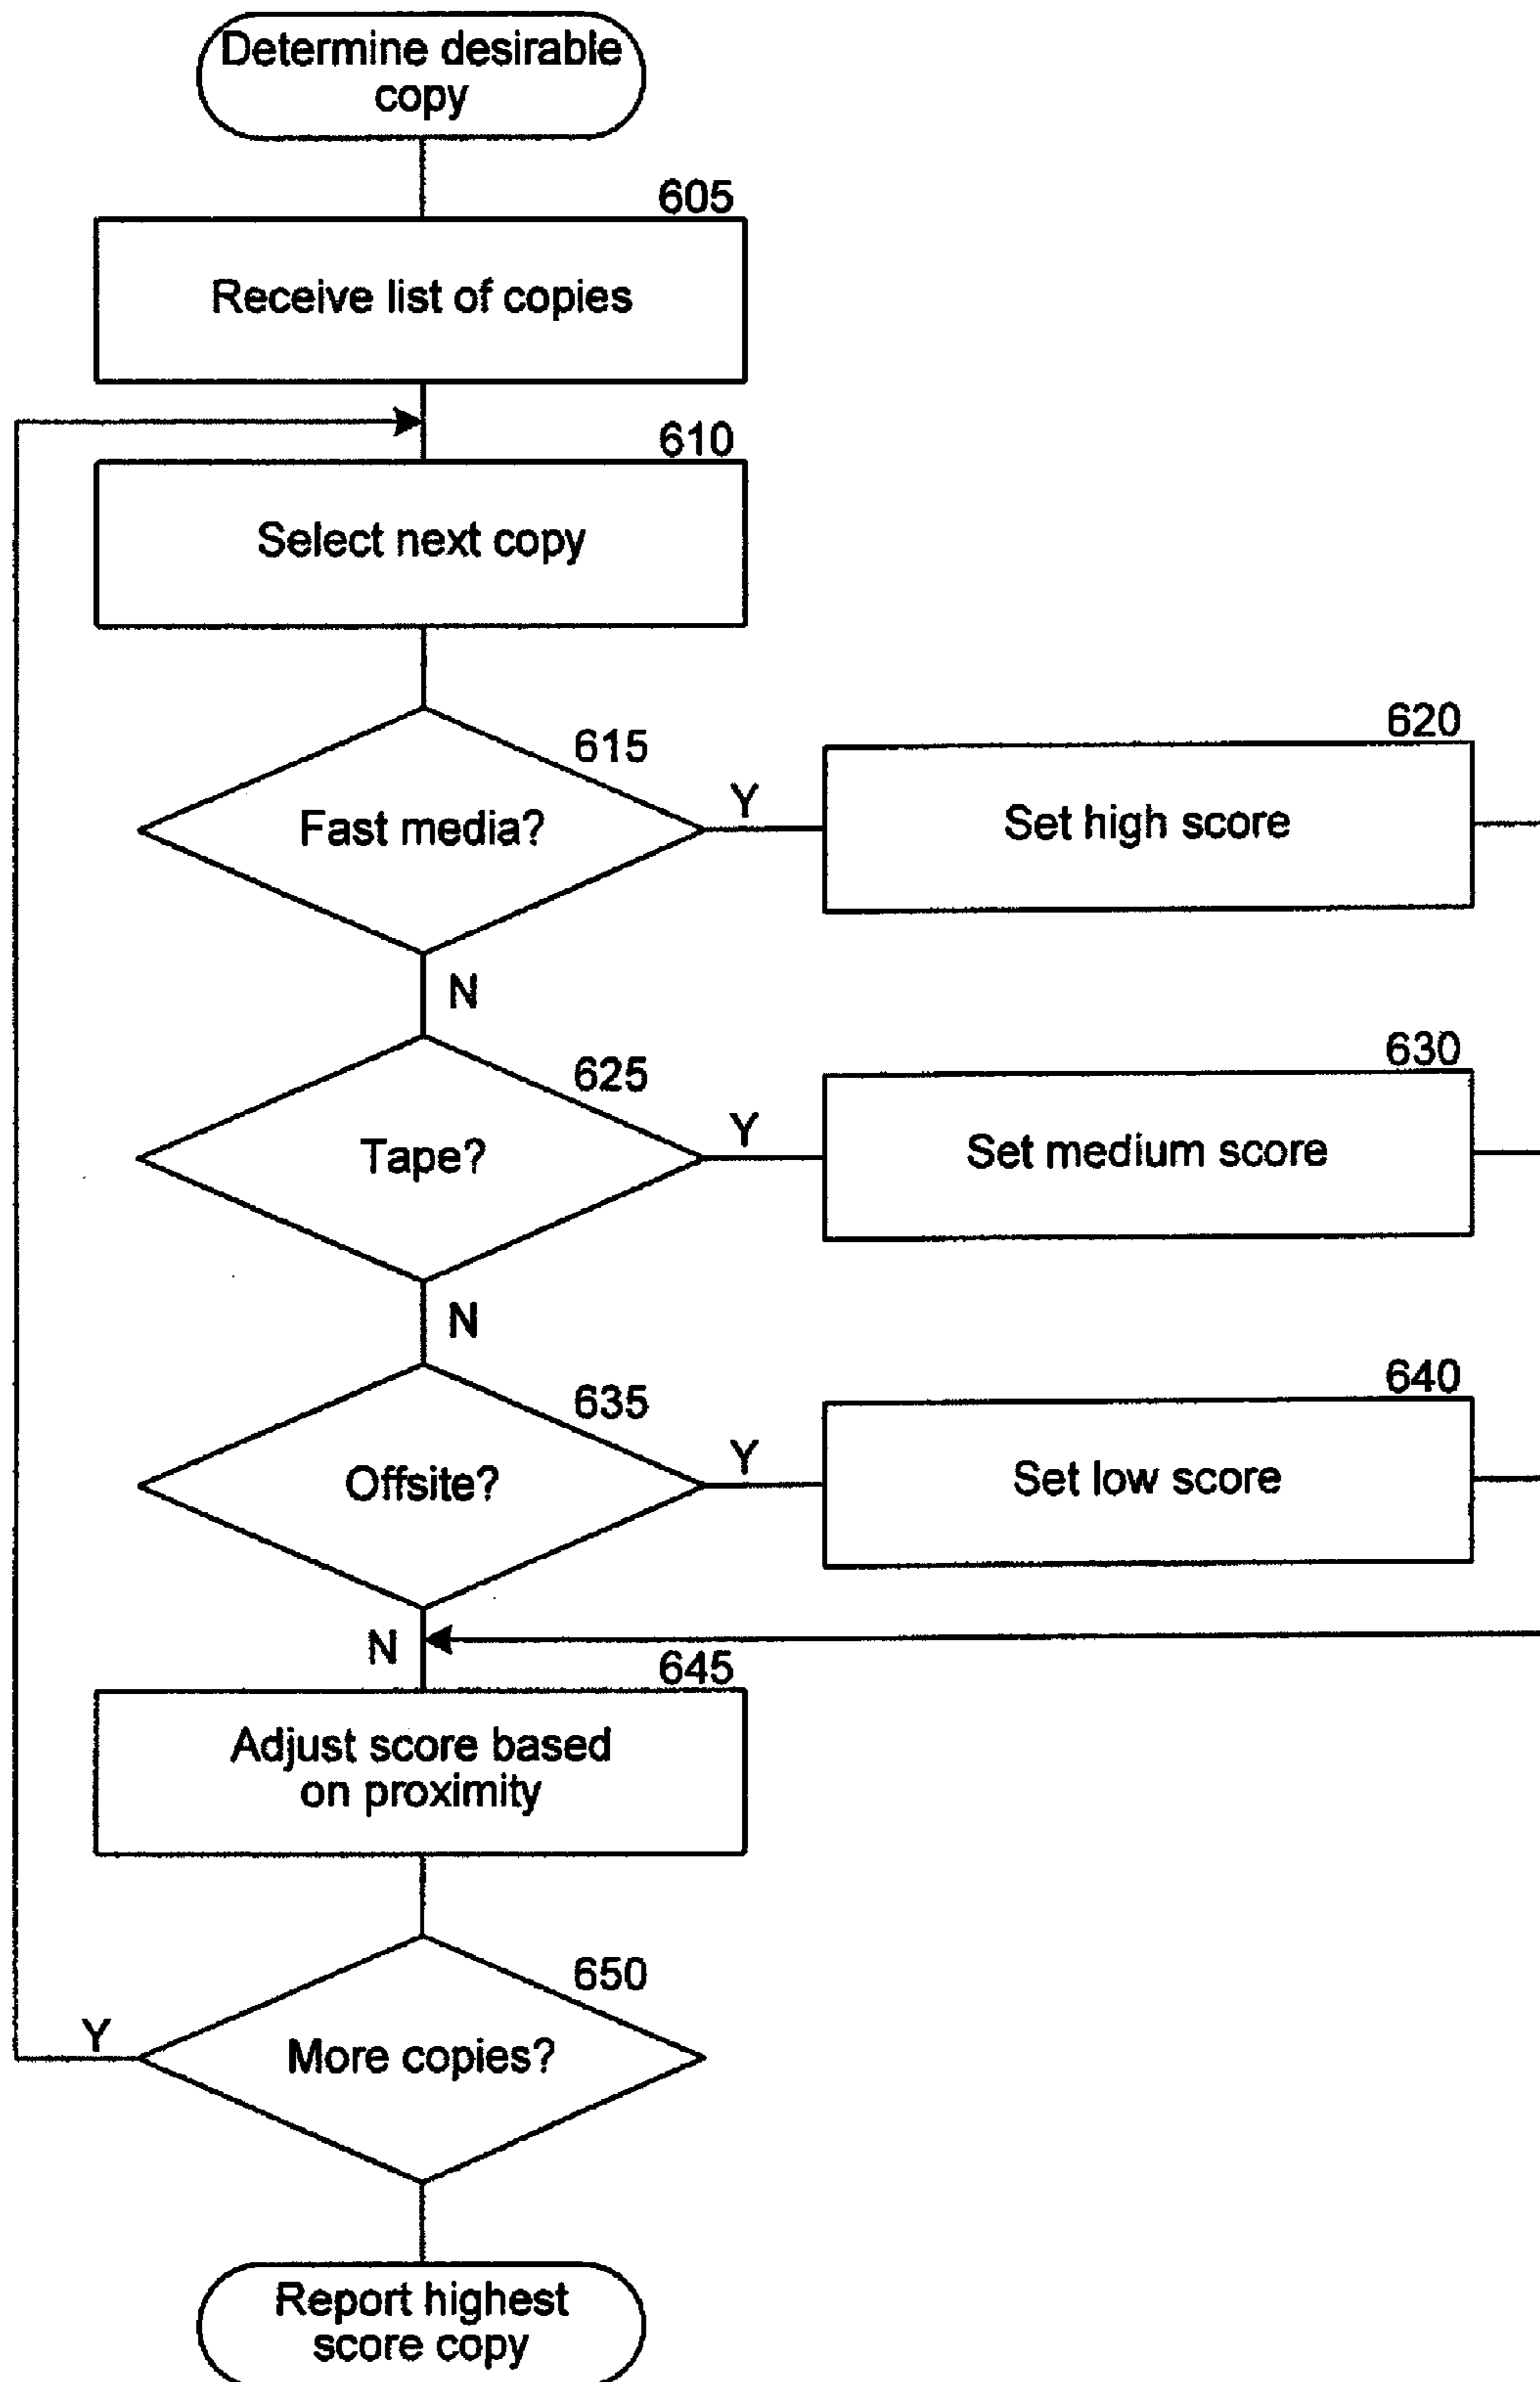 Determine desirable
copy
605
Receive list of copies
610
Select next copy
615
Fast media?
Y
620
Set high score
N
625
Tape?
Y
630
Set medium score
N
635
Offsite?
Y
640
Set low score
N
645
Adjust score based
on proximity
650
More copies?
Y
Report highest
score copy